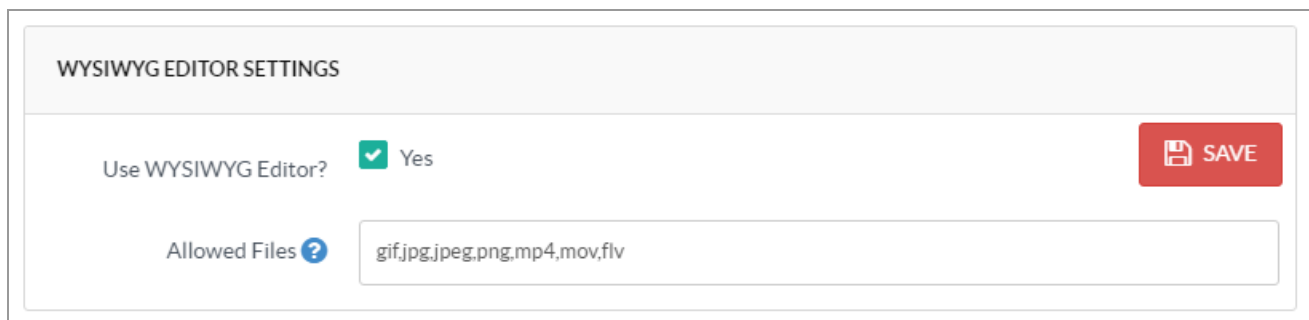 WYSIWYG EDITOR SETTINGS
Use WYSIWYG Editor? Yes
SAVE
Allowed Files ? gif,jpg,jpeg,png,mp4,mov,flv